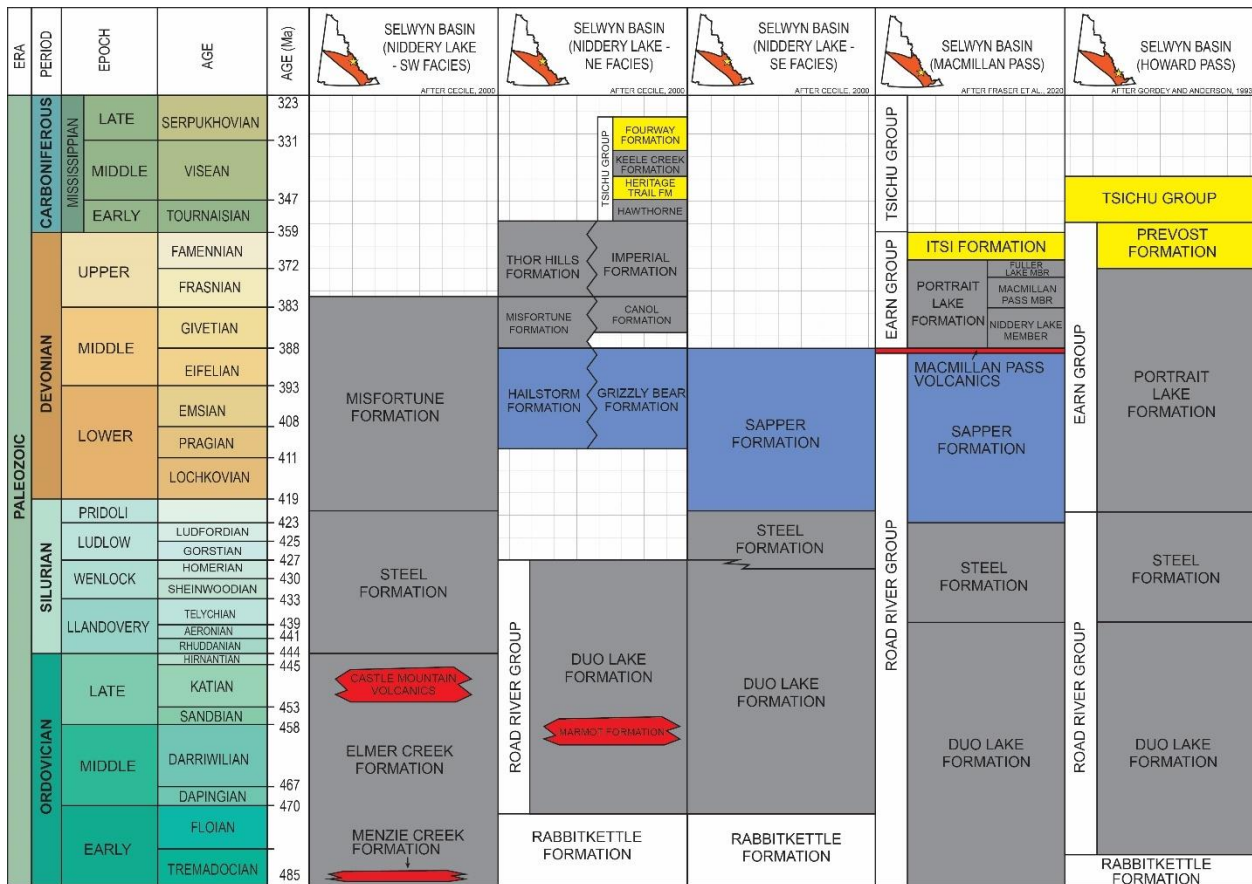 ERA
PERIOD
EPOCH
AGE
AGE (Ma)
SELWYN BASIN
(NIDDERY LAKE
- SW FACIES)
AFTER CECILE, 2000
SELWYN BASIN
(NIDDERY LAKE -
NE FACIES)
AFTER CECILE, 2000
SELWYN BASIN
(NIDDERY LAKE -
SE FACIES)
AFTER CECILE, 2000
SELWYN BASIN
(MACMILLAN PASS)
AFTER FRASER ET AL., 2020
SELWYN BASIN
(HOWARD PASS)
AFTER GORDEY AND ANDERSON, 1993
PALEOZOIC
CARBONIFEROUS
MISSISSIPPIAN
LATE
MIDDLE
EARLY
SERPUKHOVIAN
VISEAN
TOURNAISIAN
DEVONIAN
UPPER
MIDDLE
LOWER
FAMENNIAN
FRASNIAN
GIVETIAN
EIFELIAN
EMSIAN
PRAGIAN
LOCHKOVIAN
SILURIAN
PRIDOLI
LUDLOW
WENLOCK
LLANDOVERY
LUDFORDIAN
GORSTIAN
HOMERIAN
SHEINWOODIAN
TELYCHIAN
AERONIAN
RHUDDANIAN
ORDOVICIAN
LATE
MIDDLE
EARLY
HIRNANTIAN
KATIAN
SANDBIAN
DARRIWILIAN
DAPINGIAN
FLOIAN
TREMADOCIAN
323
331
347
359
372
383
388
393
408
411
419
423
425
427
430
433
439
441
444
445
453
458
467
470
485
MISFORTUNE
FORMATION
STEEL
FORMATION
CASTLE MOUNTAIN
VOLCANICS
ELMER CREEK
FORMATION
MENZIE CREEK
FORMATION
TSICHU GROUP
FOURWAY
FORMATION
KEELE CREEK
FORMATION
HERITAGE
TRAIL FM
HAWTHORNE
THOR HILLS
FORMATION
IMPERIAL
FORMATION
MISFORTUNE
FORMATION
CANOL
FORMATION
HAILSTORM
FORMATION
GRIZZLY BEAR
FORMATION
ROAD RIVER GROUP
DUO LAKE
FORMATION
MARMOT FORMATION
RABBITKETTLE
FORMATION
SAPPER
FORMATION
STEEL
FORMATION
DUO LAKE
FORMATION
RABBITKETTLE
FORMATION
TSICHU GROUP
EARN GROUP
ITSI FORMATION
PORTRAIT
LAKE
FORMATION
FULLER
LAKE MBR
MACMILLAN
PASS MBR
NIDDERY LAKE
MEMBER
MACMILLAN PASS
VOLCANICS
SAPPER
FORMATION
ROAD RIVER GROUP
STEEL
FORMATION
DUO LAKE
FORMATION
TSICHU GROUP
EARN GROUP
PREVOST
FORMATION
PORTRAIT
LAKE
FORMATION
ROAD RIVER GROUP
STEEL
FORMATION
DUO LAKE
FORMATION
RABBITKETTLE
FORMATION